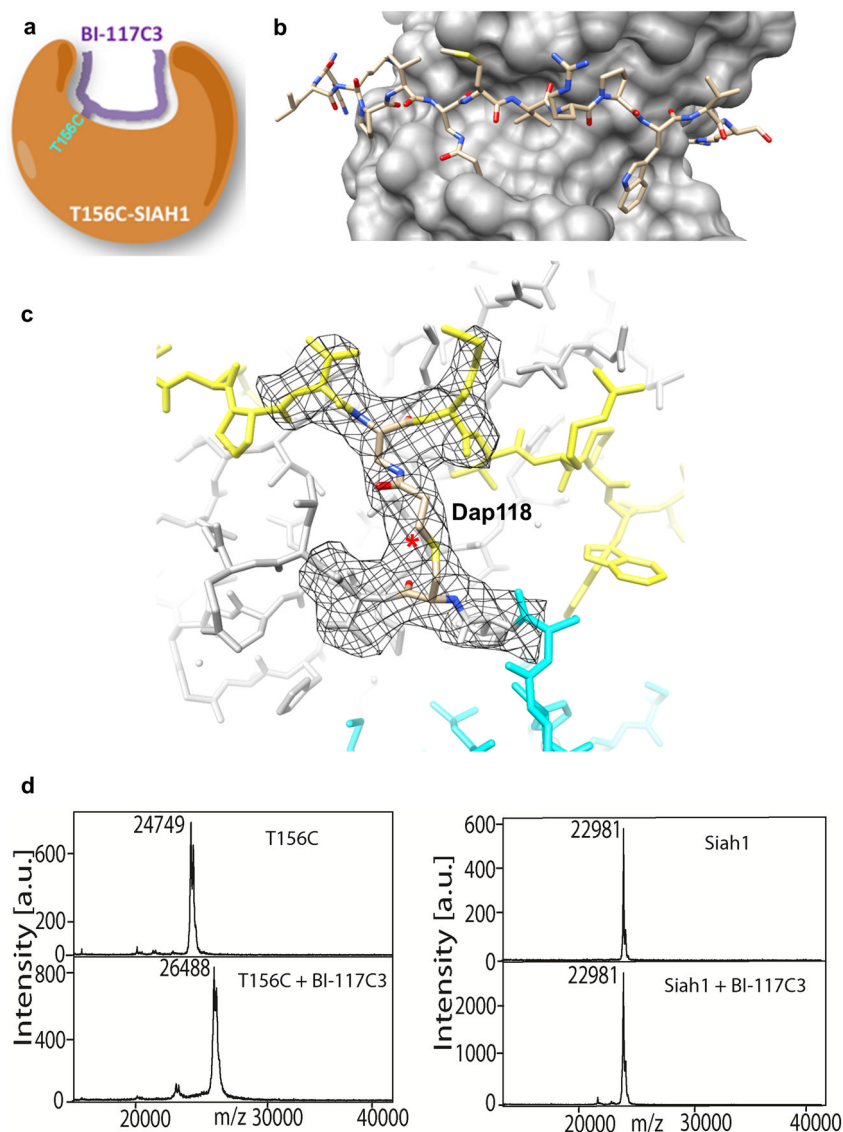 a
BI-117C3
T156C
T156C-SIAH1
b
c
Dap118
*
d
24749
T156C
600
200
0
Intensity [a.u.]
26488
T156C + BI-117C3
800
400
0
20000 m/z 30000 40000
22981
Siah1
600
400
200
0
Intensity [a.u.]
22981
Siah1 + BI-117C3
2000
1000
0
20000 m/z 30000 40000